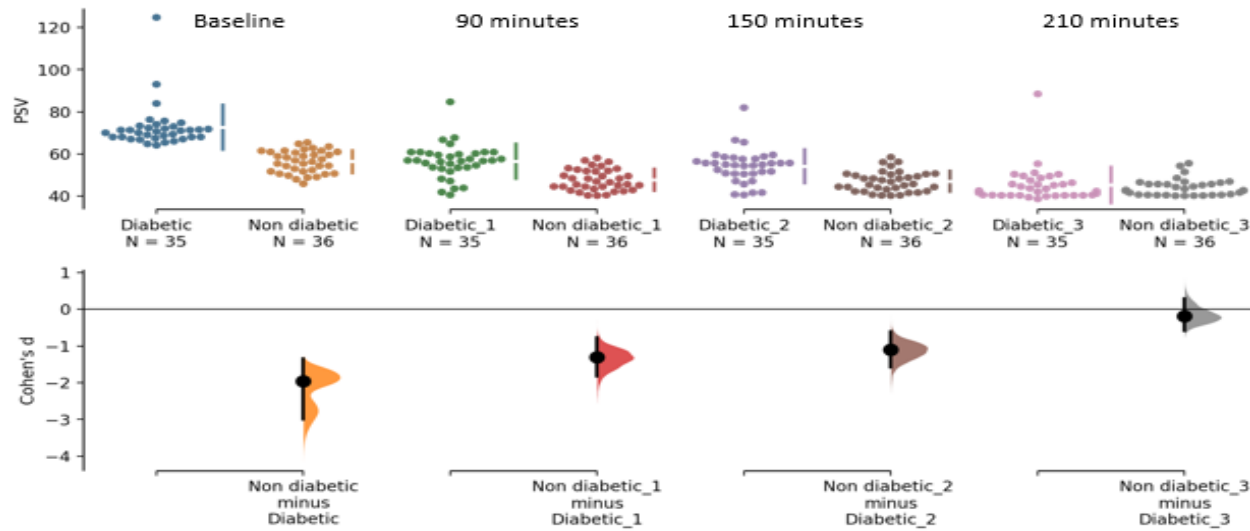 Baseline 90 minutes 150 minutes 210 minutes
120
100
80
60
40
PSV
Diabetic Non diabetic Diabetic_1 Non diabetic_1 Diabetic_2 Non diabetic_2 Diabetic_3 Non diabetic_3
N = 35 N = 36 N = 35 N = 36 N = 35 N = 36 N = 35 N = 36
1
0
−1
−2
−3
−4
Cohen's d
Non diabetic Non diabetic_1 Non diabetic_2 Non diabetic_3
minus minus minus minus
Diabetic Diabetic_1 Diabetic_2 Diabetic_3